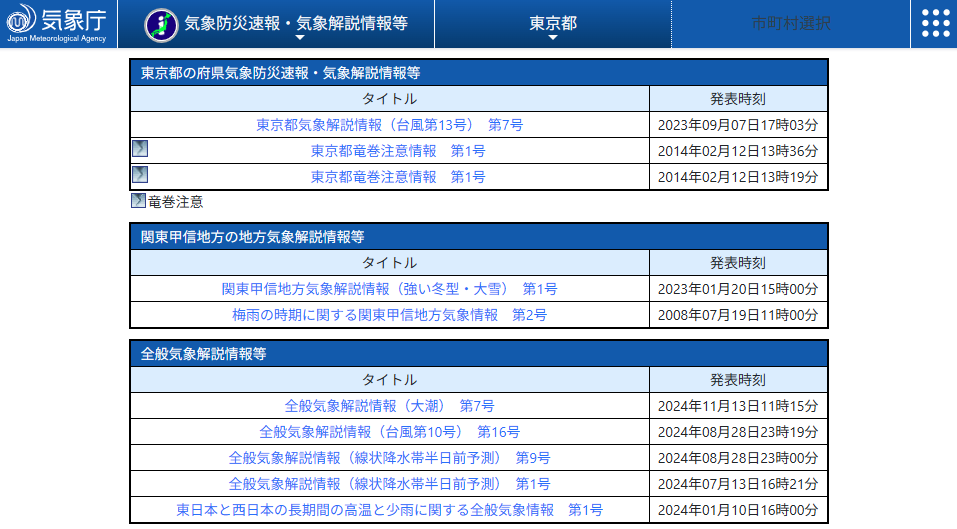 気象庁
Japan Meteorological Agency
気象防災速報・気象解説情報等
東京都
市町村選択
東京都の府県気象防災速報・気象解説情報等
タイトル 発表時刻
東京都気象解説情報（台風第13号） 第7号 2023年09月07日17時03分
東京都竜巻注意情報 第1号 2014年02月12日13時36分
東京都竜巻注意情報 第1号 2014年02月12日13時19分
竜巻注意
関東甲信地方の地方気象解説情報等
タイトル 発表時刻
関東甲信地方気象解説情報（強い冬型・大雪） 第1号 2023年01月20日15時00分
梅雨の時期に関する関東甲信地方気象情報 第2号 2008年07月19日11時00分
全般気象解説情報等
タイトル 発表時刻
全般気象解説情報（大潮） 第7号 2024年11月13日11時15分
全般気象解説情報（台風第10号） 第16号 2024年08月28日23時19分
全般気象解説情報（線状降水帯半日前予測） 第9号 2024年08月28日23時00分
全般気象解説情報（線状降水帯半日前予測） 第1号 2024年07月13日16時21分
東日本と西日本の長期間の高温と少雨に関する全般気象情報 第1号 2024年01月10日16時00分